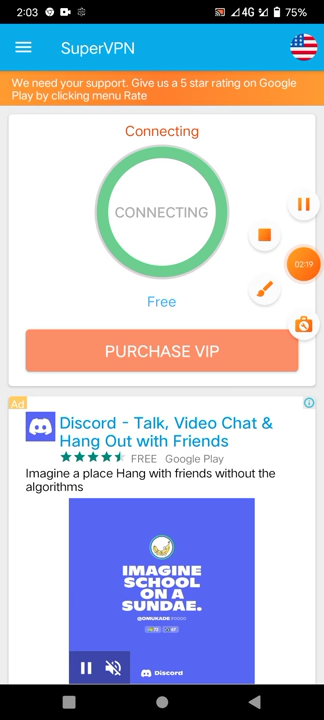 2:03
4G
75%
SuperVPN
We need your support. Give us a 5 star rating on Google
Play by clicking menu Rate
Connecting
CONNECTING
02:19
Free
PURCHASE VIP
Ad
Discord - Talk, Video Chat &
Hang Out with Friends
FREE Google Play
Imagine a place Hang with friends without the
algorithms
IMAGINE
SCHOOL
ON A
SUNDAE.
Discord